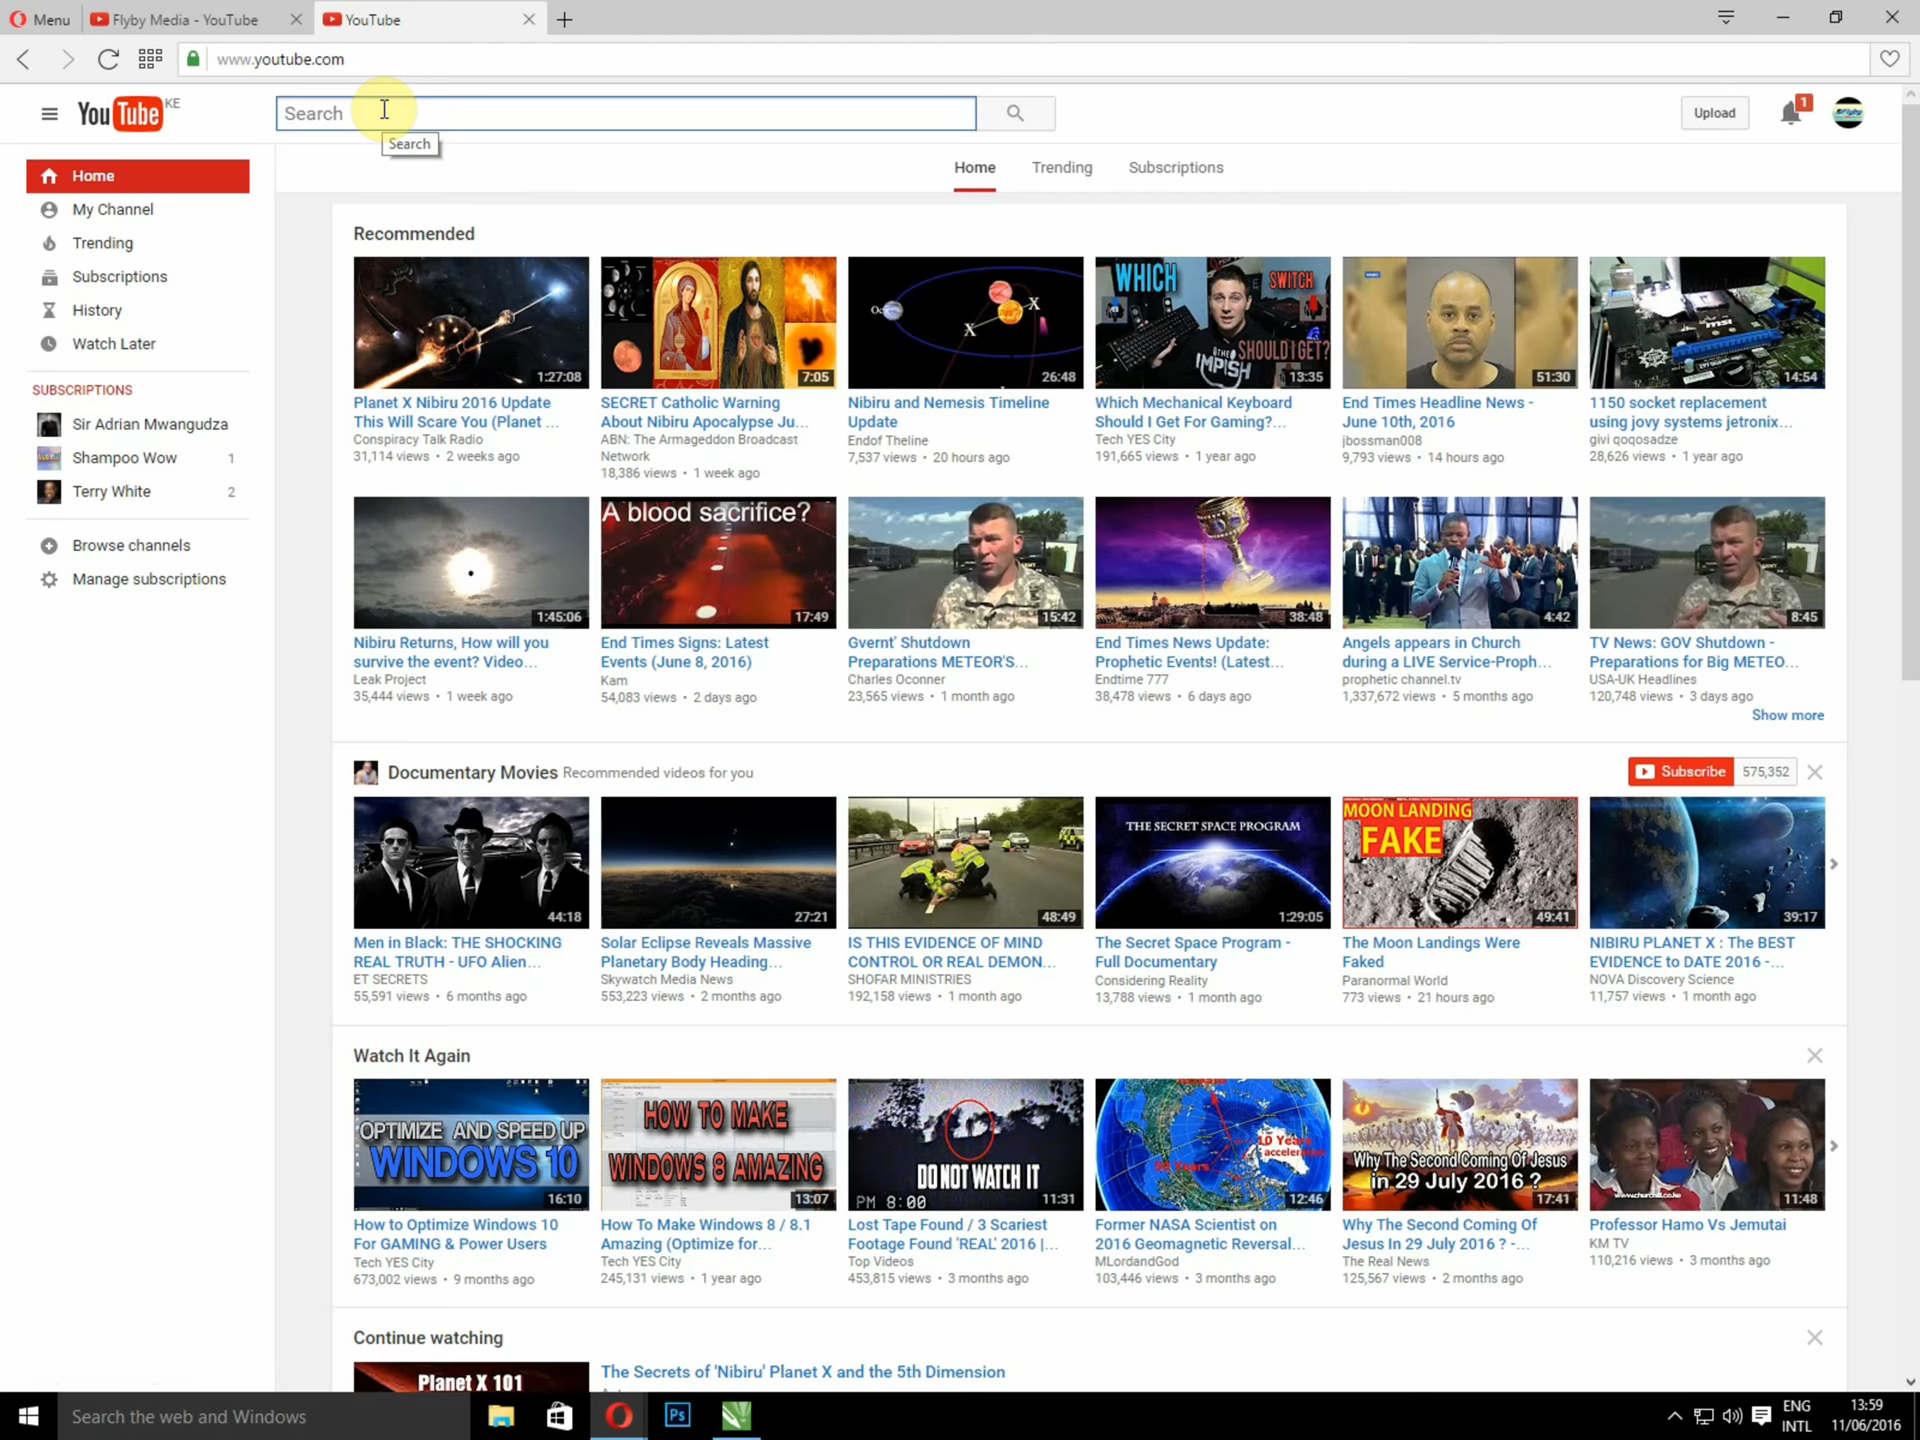 Menu
Flyby Media - YouTube
YouTube
www.youtube.com
YouTube KE
Search
Search
Upload
1
Home
My Channel
Trending
Subscriptions
History
Watch Later
SUBSCRIPTIONS
Sir Adrian Mwangudza
Shampoo Wow 1
Terry White 2
Browse channels
Manage subscriptions
Home Trending Subscriptions
Recommended
1:27:08
Planet X Nibiru 2016 Update
This Will Scare You (Planet ...
Conspiracy Talk Radio
31,114 views • 2 weeks ago
7:05
SECRET Catholic Warning
About Nibiru Apocalypse Ju...
ABN: The Armageddon Broadcast
Network
18,386 views • 1 week ago
X
X
26:48
Nibiru and Nemesis Timeline
Update
Endof Theline
7,537 views • 20 hours ago
WHICH
SWITCH
SHOULD I GET?
THE
IMPISH
13:35
Which Mechanical Keyboard
Should I Get For Gaming?...
Tech YES City
191,665 views • 1 year ago
51:30
End Times Headline News -
June 10th, 2016
jbossman008
9,793 views • 14 hours ago
msi
14:54
1150 socket replacement
using jovy systems jetronix...
givi qoqosadze
28,626 views • 1 year ago
1:45:06
Nibiru Returns, How will you
survive the event? Video...
Leak Project
35,444 views • 1 week ago
A blood sacrifice?
17:49
End Times Signs: Latest
Events (June 8, 2016)
Kam
54,083 views • 2 days ago
15:42
Gvernt' Shutdown
Preparations METEOR'S...
Charles Oconner
23,565 views • 1 month ago
38:48
End Times News Update:
Prophetic Events! (Latest...
Endtime 777
38,478 views • 6 days ago
4:42
Angels appears in Church
during a LIVE Service-Proph...
prophetic channel.tv
1,337,672 views • 5 months ago
8:45
TV News: GOV Shutdown -
Preparations for Big METEO...
USA-UK Headlines
120,748 views • 3 days ago
Show more
Documentary Movies Recommended videos for you
Subscribe 575,352
44:18
Men in Black: THE SHOCKING
REAL TRUTH - UFO Alien...
ET SECRETS
55,591 views • 6 months ago
27:21
Solar Eclipse Reveals Massive
Planetary Body Heading...
Skywatch Media News
553,223 views • 2 months ago
48:49
IS THIS EVIDENCE OF MIND
CONTROL OR REAL DEMON...
SHOFAR MINISTRIES
192,158 views • 1 month ago
THE SECRET SPACE PROGRAM
1:29:05
The Secret Space Program -
Full Documentary
Considering Reality
13,788 views • 1 month ago
MOON LANDING
FAKE
49:41
The Moon Landings Were
Faked
Paranormal World
773 views • 21 hours ago
39:17
NIBIRU PLANET X : The BEST
EVIDENCE to DATE 2016 -...
NOVA Discovery Science
11,757 views • 1 month ago
Watch It Again
OPTIMIZE AND SPEED UP
WINDOWS 10
16:10
How to Optimize Windows 10
For GAMING & Power Users
Tech YES City
673,002 views • 9 months ago
HOW TO MAKE
WINDOWS 8 AMAZING
13:07
How To Make Windows 8 / 8.1
Amazing (Optimize for...
Tech YES City
245,131 views • 1 year ago
DO NOT WATCH IT
PM 8:00
11:31
Lost Tape Found / 3 Scariest
Footage Found 'REAL' 2016 |...
Top Videos
453,815 views • 3 months ago
10 Years
12:46
Former NASA Scientist on
2016 Geomagnetic Reversal...
MLordandGod
103,446 views • 3 months ago
Why The Second Coming Of Jesus
in 29 July 2016 ?
17:41
Why The Second Coming Of
Jesus In 29 July 2016 ? -...
The Real News
125,567 views • 2 months ago
11:48
Professor Hamo Vs Jemutai
KM TV
110,216 views • 3 months ago
Continue watching
Planet X 101
The Secrets of 'Nibiru' Planet X and the 5th Dimension
Search the web and Windows
Ps
ENG
INTL
13:59
11/06/2016